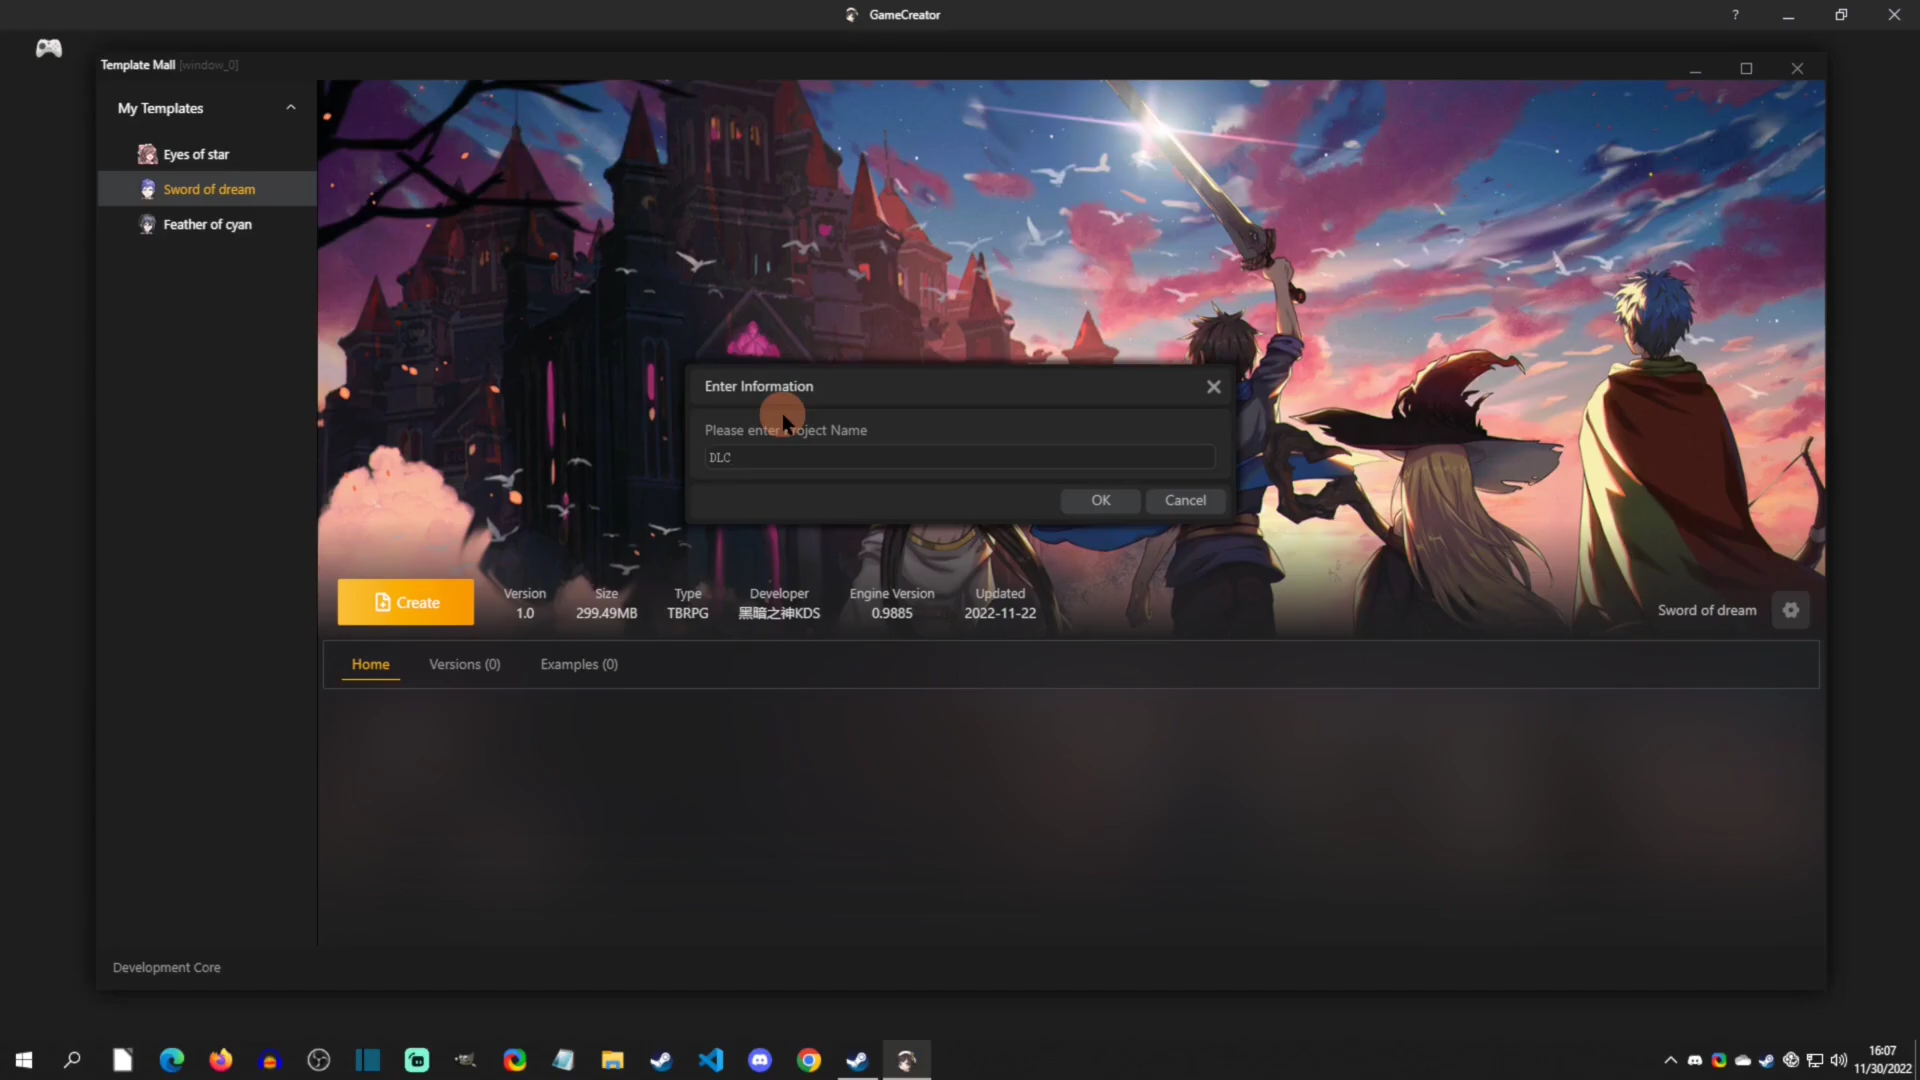 GameCreator
?
Template Mall [window_0]
My Templates
Eyes of star
Sword of dream
Feather of cyan
Enter Information
Please enter Project Name
DLC
OK
Cancel
Create
Version
1.0
Size
299.49MB
Type
TBRPG
Developer
黑暗之神KDS
Engine Version
0.9885
Updated
2022-11-22
Sword of dream
Home
Versions (0)
Examples (0)
Development Core
16:07
11/30/2022